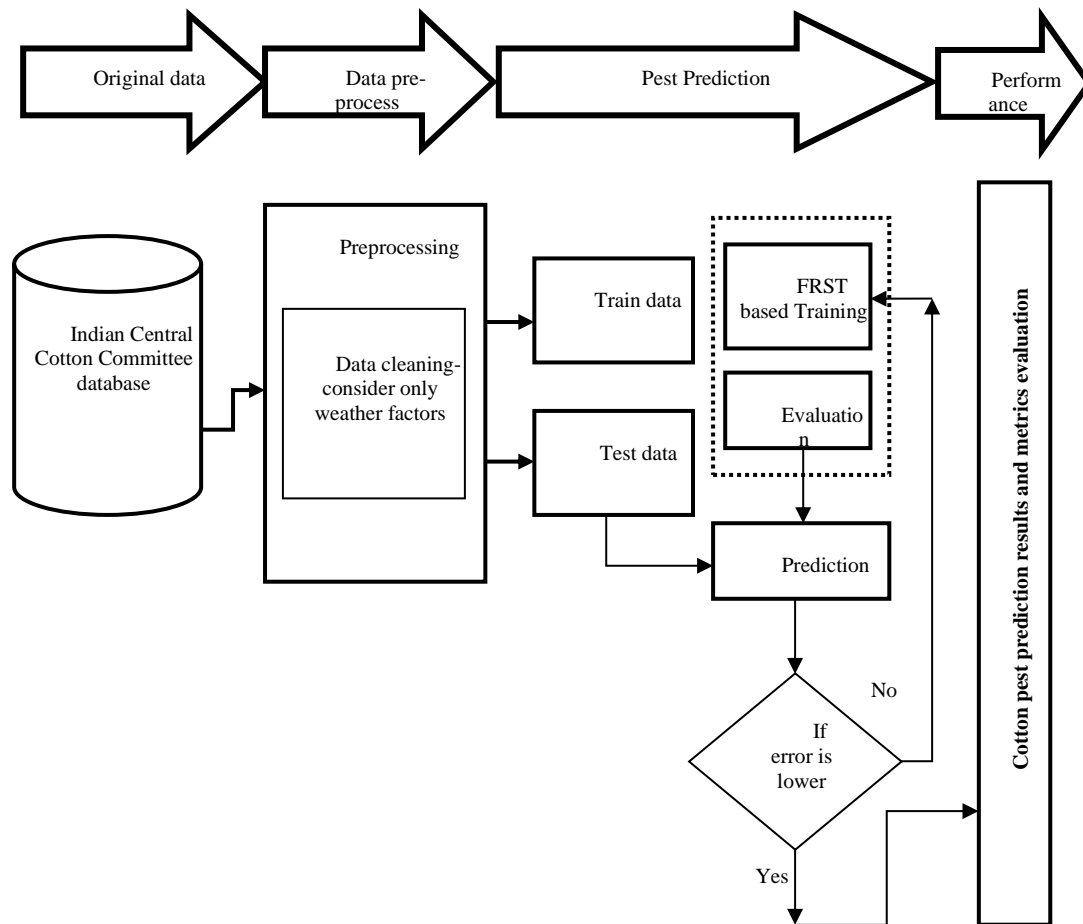 Original data
Data pre-
process
Pest Prediction
Perform
ance
Indian Central
Cotton Committee
database
Preprocessing
Data cleaning-
consider only
weather factors
Train data
Test data
FRST
based Training
Evaluatio
n
Prediction
If
error is
lower
No
Yes
Cotton pest prediction results and metrics evaluation